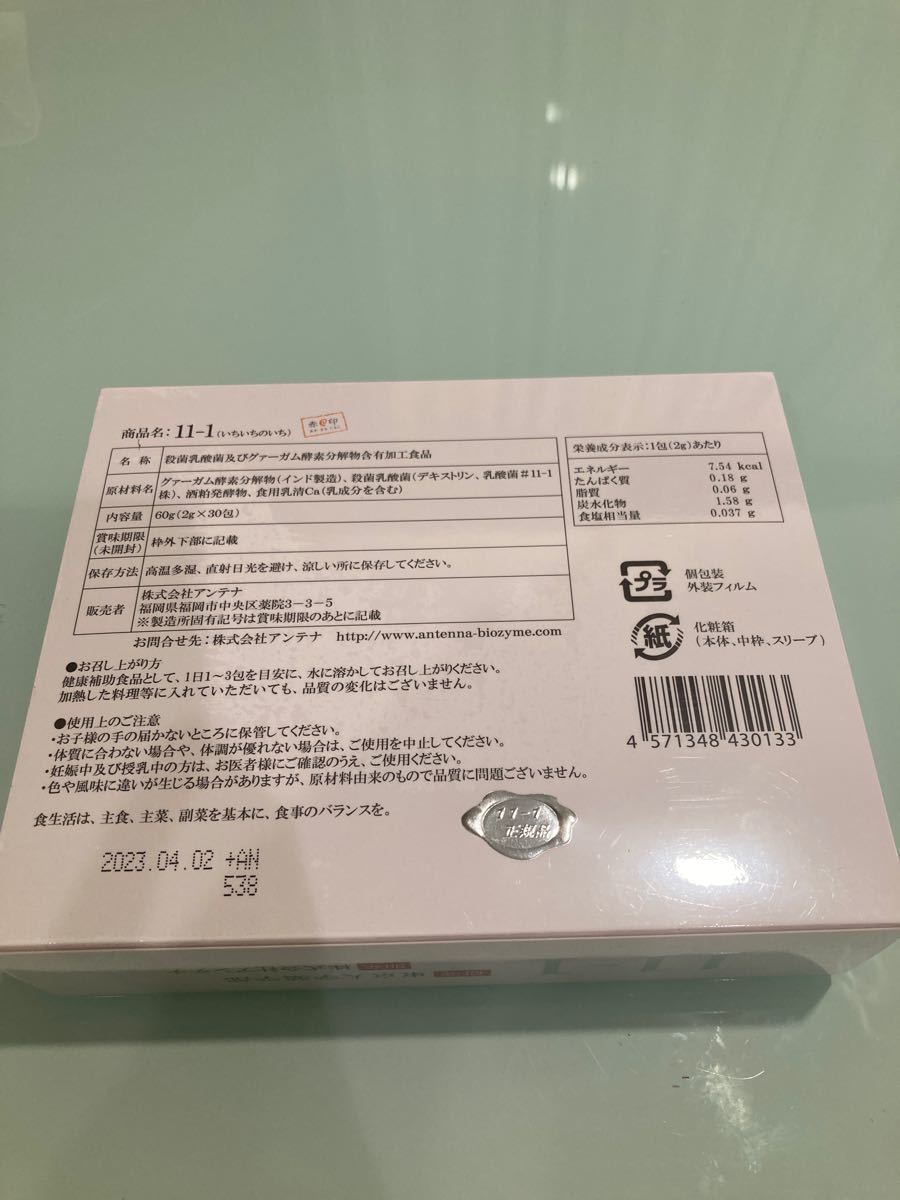 商品名：11-1（いちいちのいち）
赤印
名称 殺菌乳酸菌及びグァーガム酵素分解物含有加工食品
原材料名 グァーガム酵素分解物（インド製造）、殺菌乳酸菌（デキストリン、乳酸菌＃11-1
株）、酒粕発酵物、食用乳清Ca（乳成分を含む）
内容量 60g（2g×30包）
賞味期限（未開封） 枠外下部に記載
保存方法 高温多湿、直射日光を避け、涼しい所に保存してください。
販売者 株式会社アンテナ
福岡県福岡市中央区薬院3-3-5
※製造所固有記号は賞味期限のあとに記載
お問合せ先：株式会社アンテナ http://www.antenna-biozyme.com
●お召し上がり方
健康補助食品として、1日1〜3包を目安に、水に溶かしてお召し上がりください。
加熱した料理等に入れていただいても、品質の変化はございません。
●使用上のご注意
・お子様の手の届かないところに保管してください。
・体質に合わない場合や、体調が優れない場合は、ご使用を中止してください。
・妊娠中及び授乳中の方は、お医者様にご確認のうえ、ご使用ください。
・色や風味に違いが生じる場合がありますが、原材料由来のもので品質に問題ございません。
食生活は、主食、主菜、副菜を基本に、食事のバランスを。
2023.04.02 +AN
538
栄養成分表示：1包（2g）あたり
エネルギー 7.54 kcal
たんぱく質 0.18 g
脂質 0.06 g
炭水化物 1.58 g
食塩相当量 0.037 g
プラ
個包装
外装フィルム
紙
化粧箱
（本体、中枠、スリーブ）
4 571348 430133
11-1
正規品